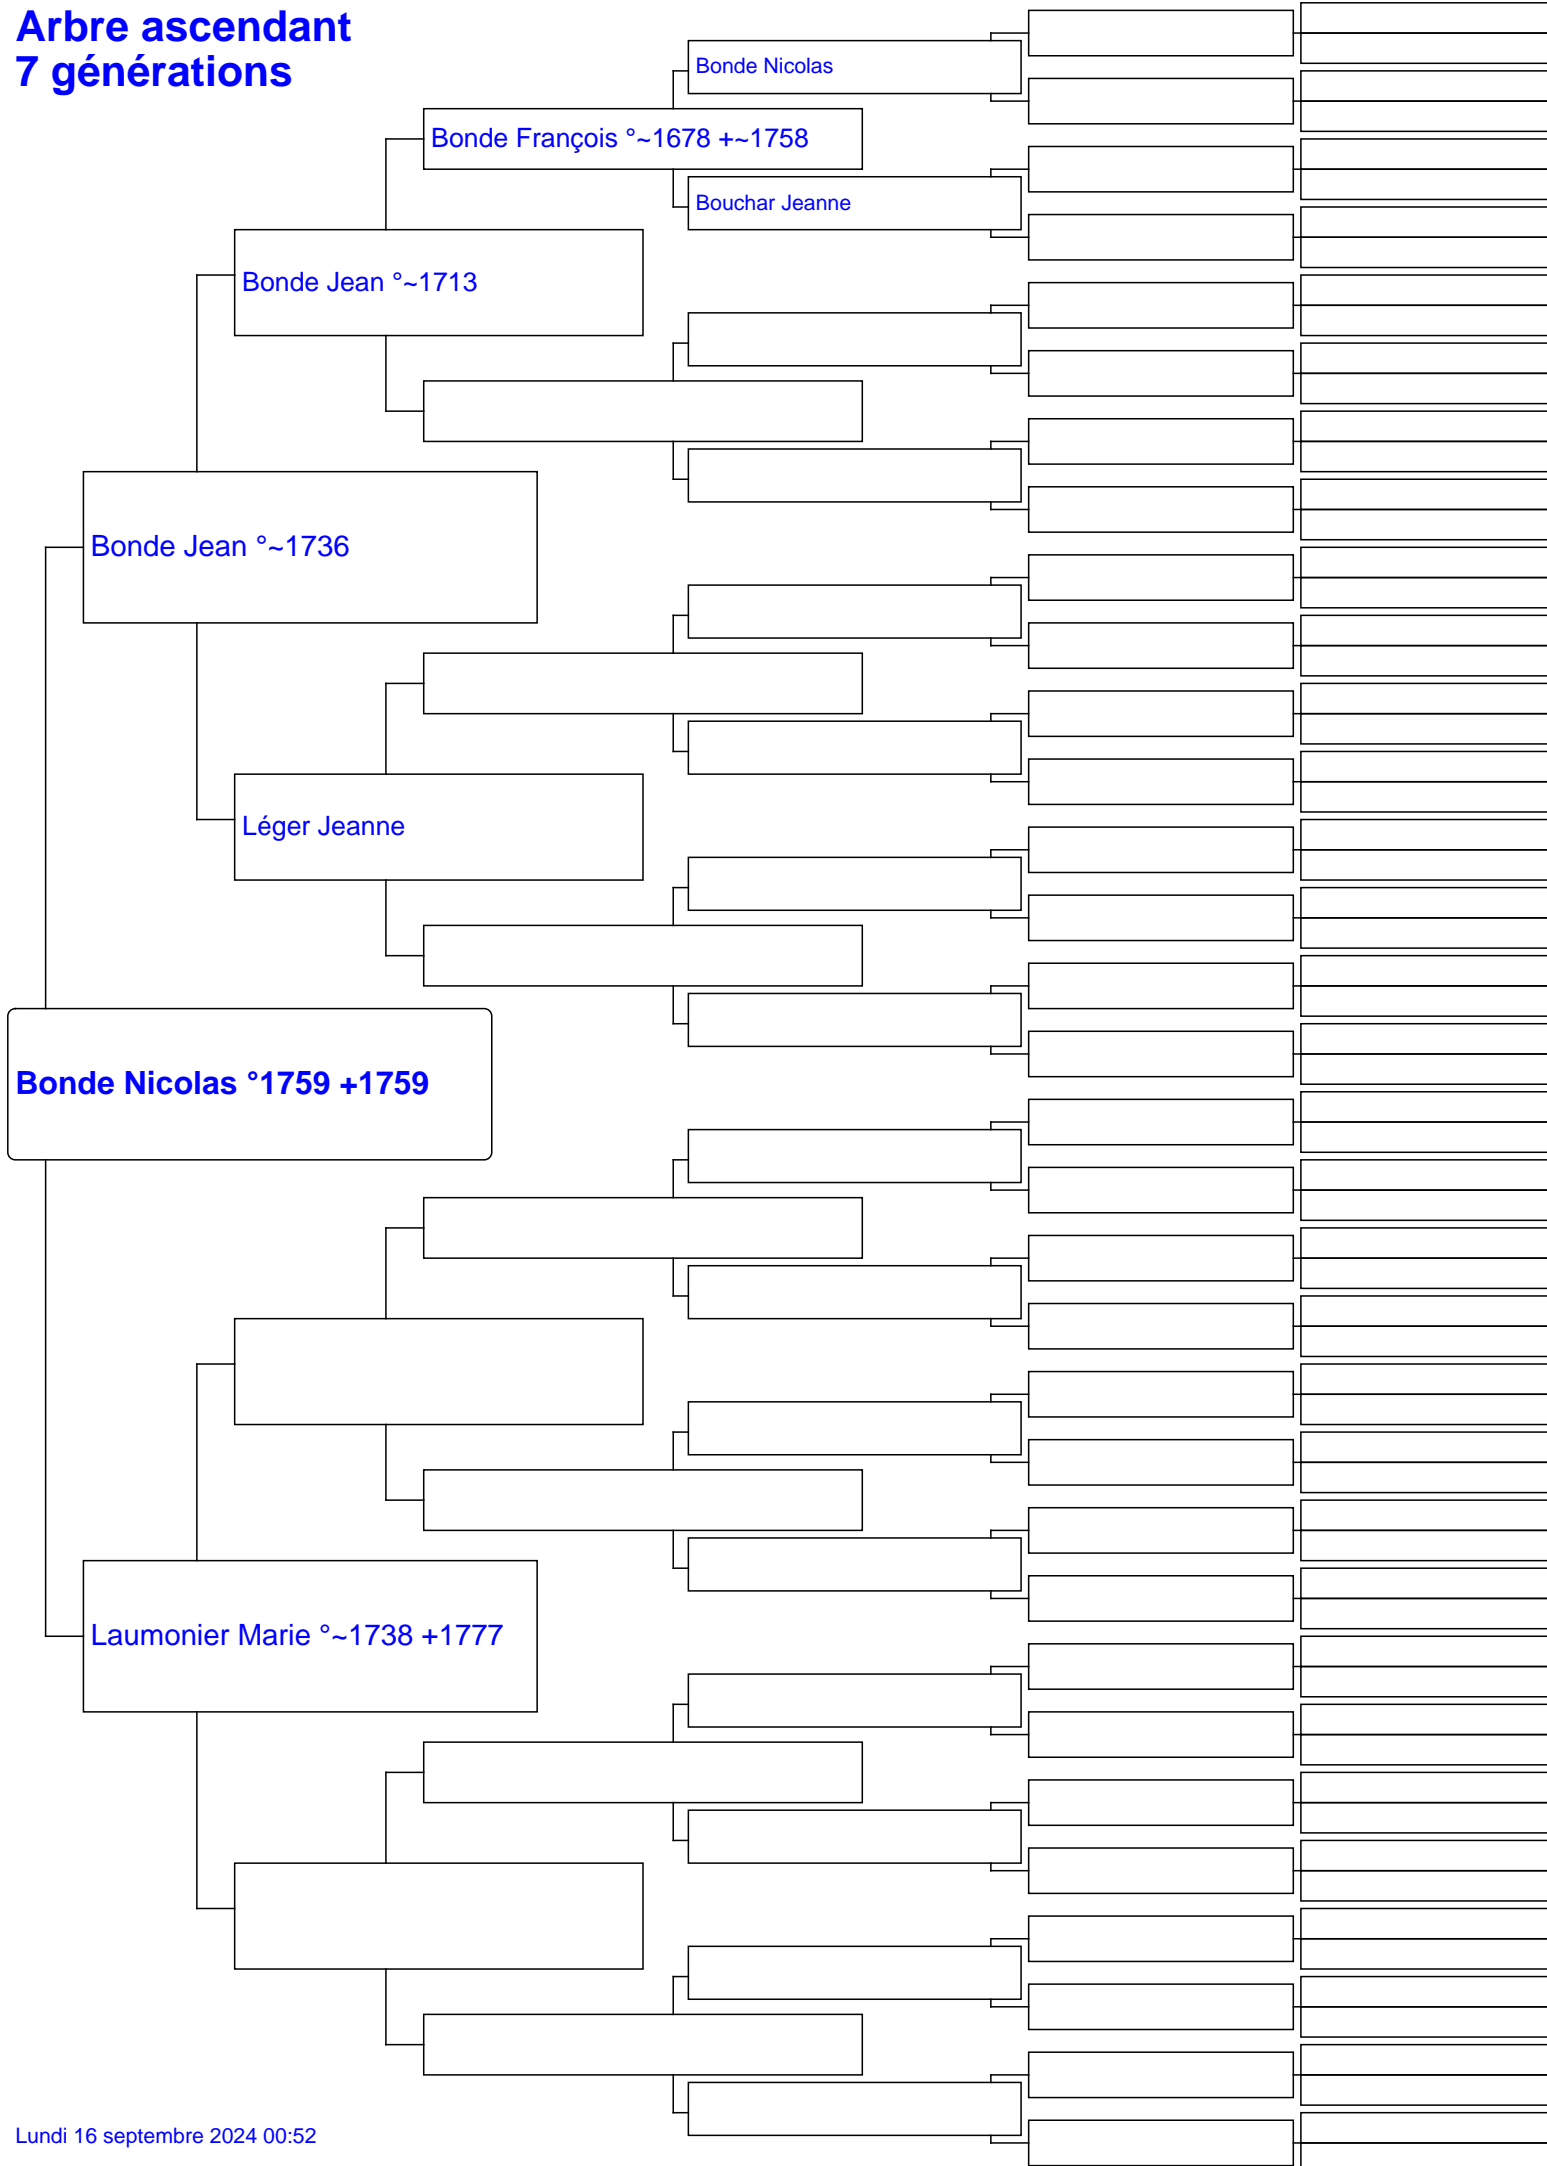 Arbre ascendant
7 générations
Bonde Nicolas
Bonde François °~1678 +~1758
Bouchar Jeanne
Bonde Jean °~1713
Bonde Jean °~1736
Léger Jeanne
Bonde Nicolas °1759 +1759
Laumonier Marie °~1738 +1777
Lundi 16 septembre 2024 00:52